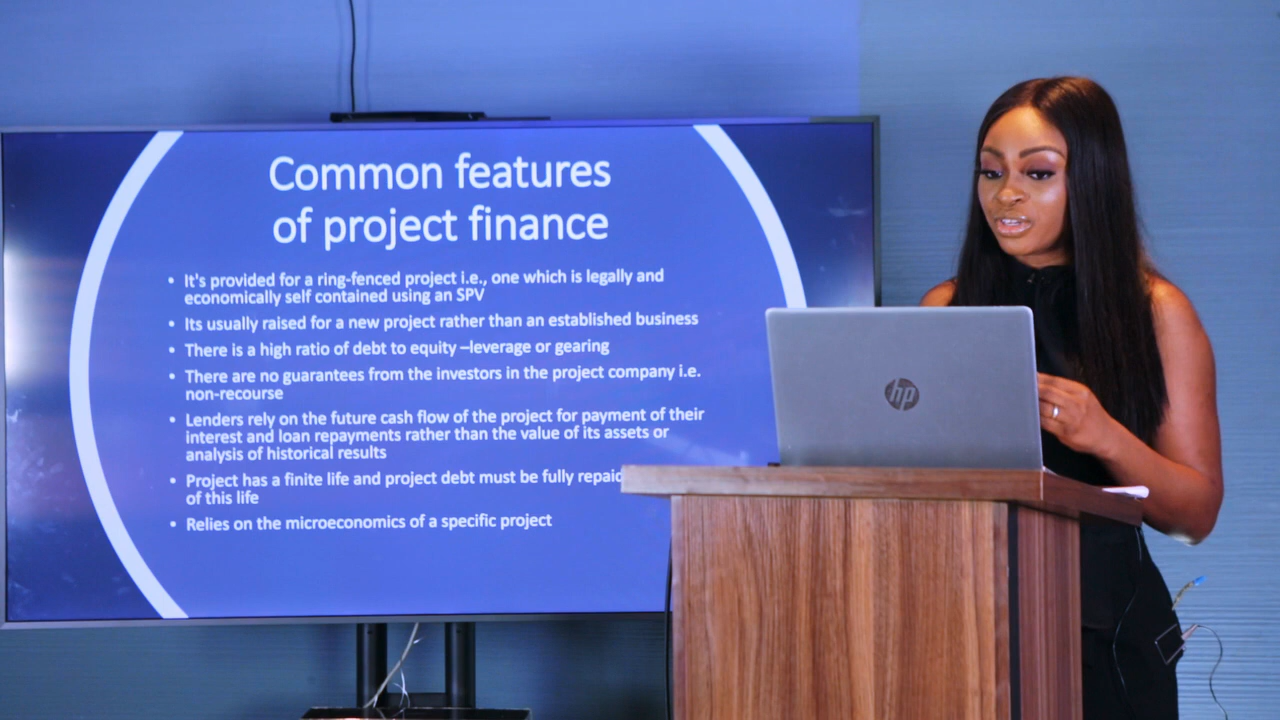 Common features
of project finance
• It's provided for a ring-fenced project i.e., one which is legally and
economically self contained using an SPV
• Its usually raised for a new project rather than an established business
• There is a high ratio of debt to equity –leverage or gearing
• There are no guarantees from the investors in the project company i.e.
non-recourse
• Lenders rely on the future cash flow of the project for payment of their
interest and loan repayments rather than the value of its assets or
analysis of historical results
• Project has a finite life and project debt must be fully repaid
of this life
• Relies on the microeconomics of a specific project
hp